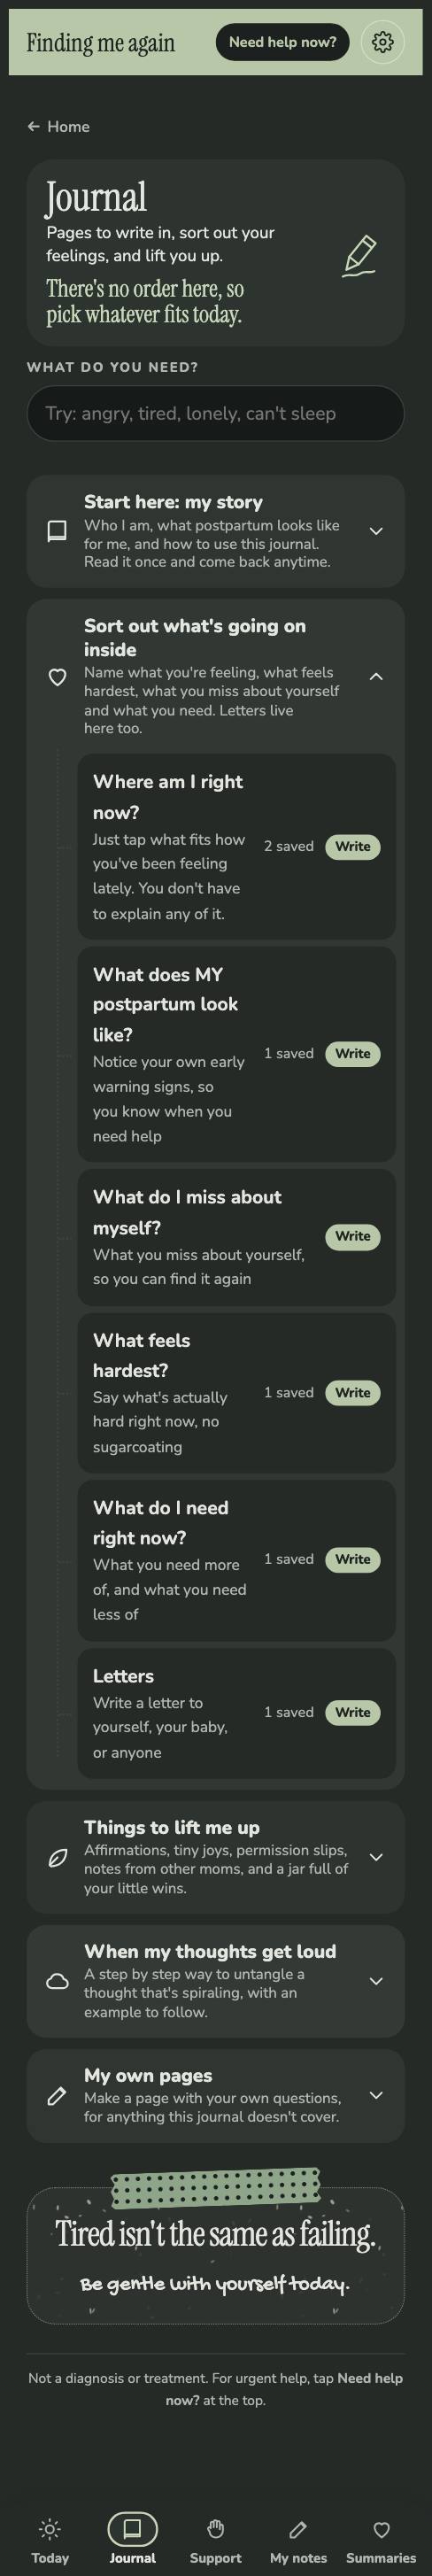 Finding me again
Need help now?
← Home
Journal
Pages to write in, sort out your
feelings, and lift you up.
There's no order here, so
pick whatever fits today.
WHAT DO YOU NEED?
Try: angry, tired, lonely, can't sleep
Start here: my story
Who I am, what postpartum looks like
for me, and how to use this journal.
Read it once and come back anytime.
Sort out what's going on
inside
Name what you're feeling, what feels
hardest, what you miss about yourself
and what you need. Letters live
here too.
Where am I right
now?
Just tap what fits how
you've been feeling
lately. You don't have
to explain any of it.
2 saved
Write
What does MY
postpartum look
like?
Notice your own early
warning signs, so
you know when you
need help
1 saved
Write
What do I miss about
myself?
What you miss about yourself,
so you can find it again
Write
What feels
hardest?
Say what's actually
hard right now, no
sugarcoating
1 saved
Write
What do I need
right now?
What you need more
of, and what you need
less of
1 saved
Write
Letters
Write a letter to
yourself, your baby,
or anyone
1 saved
Write
Things to lift me up
Affirmations, tiny joys, permission slips,
notes from other moms, and a jar full of
your little wins.
When my thoughts get loud
A step by step way to untangle a
thought that's spiraling, with an
example to follow.
My own pages
Make a page with your own questions,
for anything this journal doesn't cover.
Tired isn't the same as failing.
Be gentle with yourself today.
Not a diagnosis or treatment. For urgent help, tap Need help
now? at the top.
Today
Journal
Support
My notes
Summaries